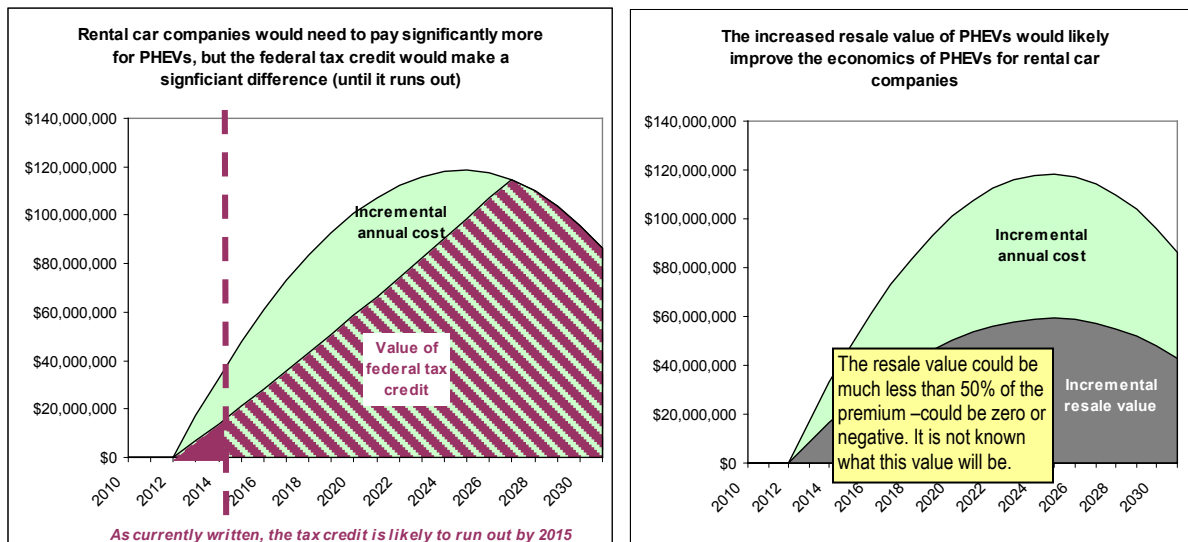 Rental car companies would need to pay significantly more
for PHEVs, but the federal tax credit would make a
signficiant difference (until it runs out)
$140,000,000
$120,000,000
$100,000,000
$80,000,000
$60,000,000
$40,000,000
$20,000,000
$0
Incremental
annual cost
Value of
federal tax
credit
2010
2012
2014
2016
2018
2020
2022
2024
2026
2028
2030
As currently written, the tax credit is likely to run out by 2015
The increased resale value of PHEVs would likely
improve the economics of PHEVs for rental car
companies
$140,000,000
$120,000,000
$100,000,000
$80,000,000
$60,000,000
$40,000,000
$20,000,000
$0
Incremental
annual cost
The resale value could be
much less than 50% of the
premium –could be zero or
negative. It is not known
what this value will be.
Incremental
resale value
2010
2012
2014
2016
2018
2020
2022
2024
2026
2028
2030